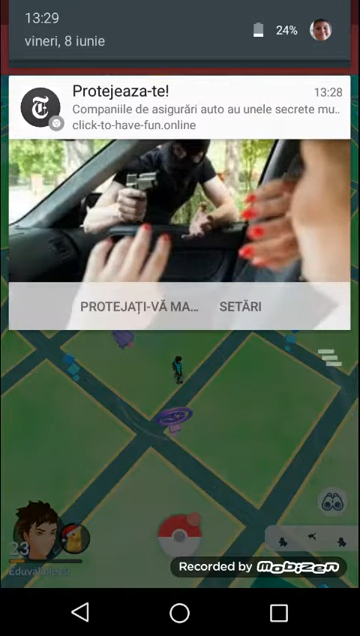 13:29
vineri, 8 iunie
24%
Protejeaza-te!
13:28
Companiile de asigurări auto au unele secrete mu..
click-to-have-fun.online
PROTEJAȚI-VĂ MA...
SETĂRI
23
Recorded by mobizen